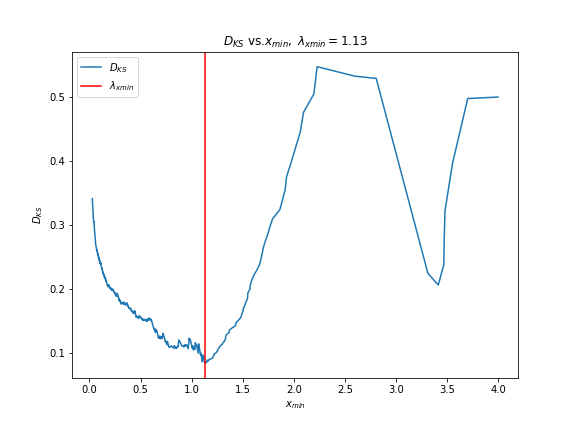 D_KS vs.x_min, λ_xmin = 1.13
D_KS
λ_xmin
0.5
0.4
0.3
0.2
0.1
D_KS
0.0 0.5 1.0 1.5 2.0 2.5 3.0 3.5 4.0
x_min